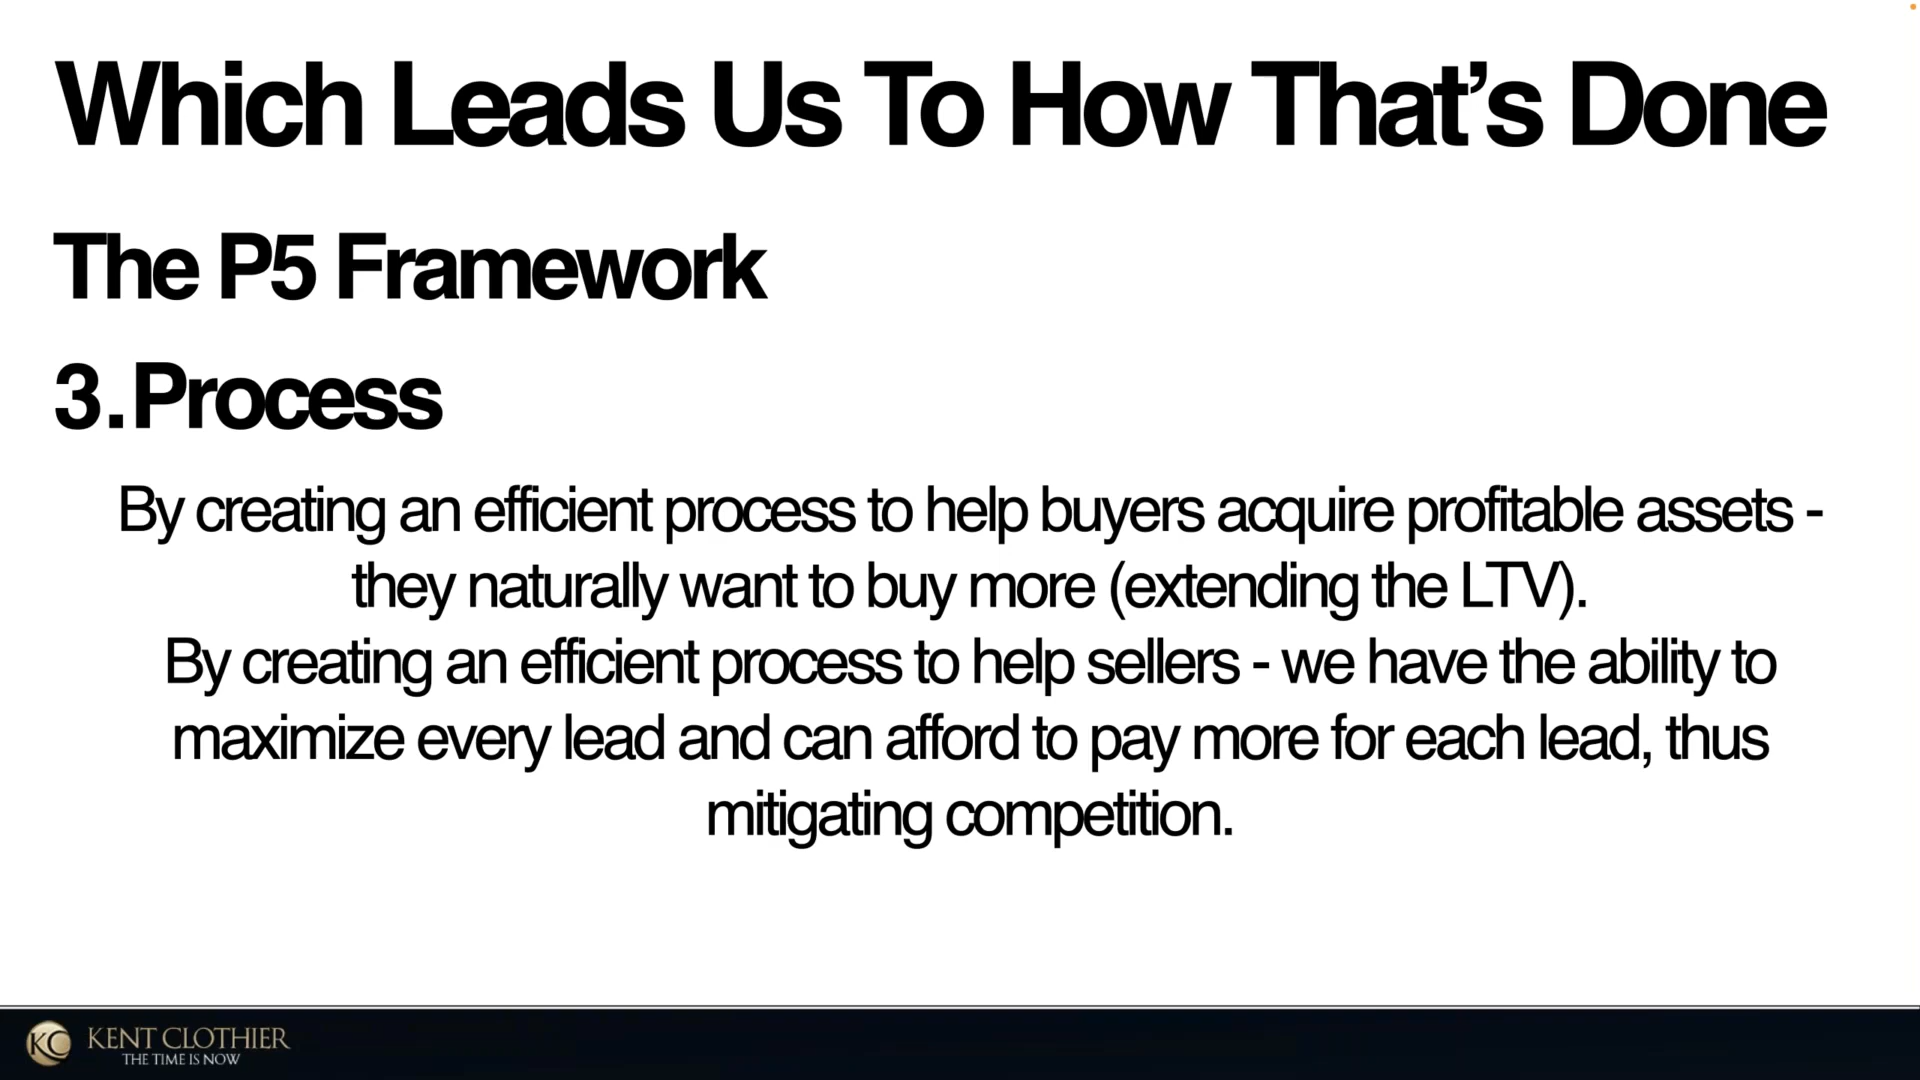 Which Leads Us To How That’s Done
The P5 Framework
3.Process
By creating an efficient process to help buyers acquire profitable assets -
they naturally want to buy more (extending the LTV).
By creating an efficient process to help sellers - we have the ability to
maximize every lead and can afford to pay more for each lead, thus
mitigating competition.
KC
KENT CLOTHIER
THE TIME IS NOW